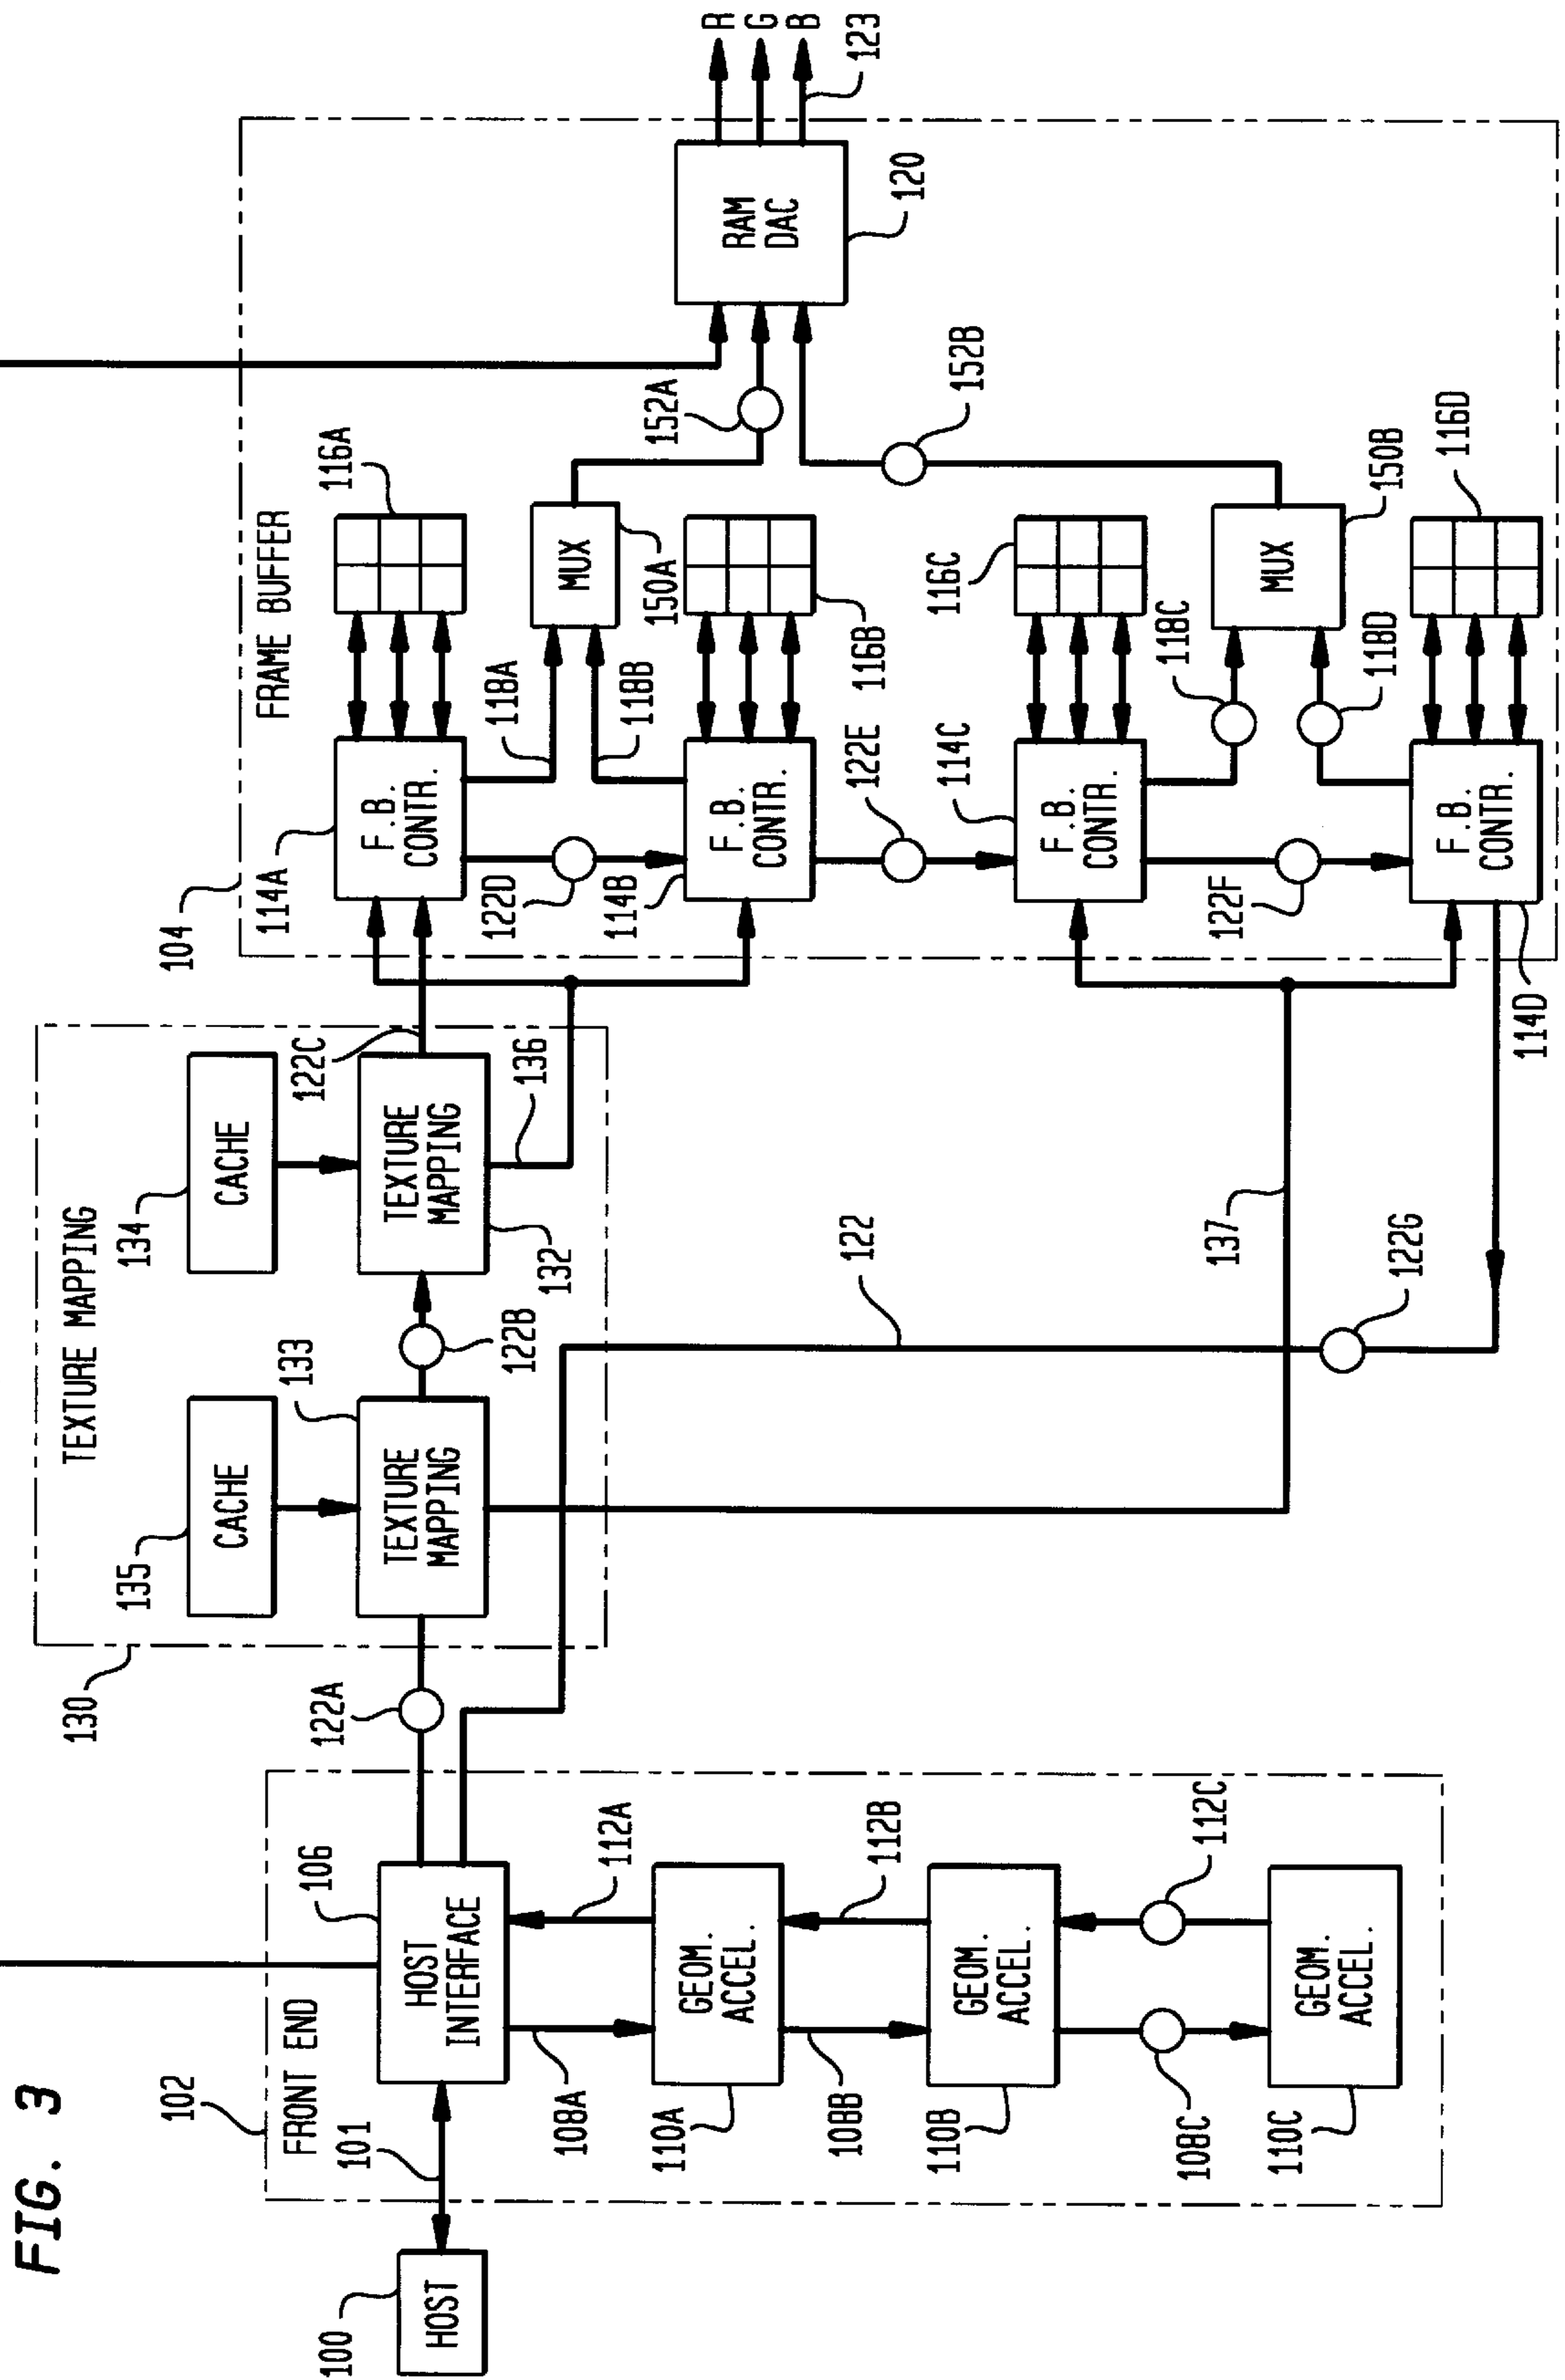 FIG. 3
100
HOST
101
102
FRONT END
106
HOST
INTERFACE
108A
112A
110A
GEOM.
ACCEL.
108B
112B
110B
GEOM.
ACCEL.
108C
112C
110C
GEOM.
ACCEL.
122A
130
TEXTURE MAPPING
135
CACHE
133
TEXTURE
MAPPING
122B
134
CACHE
TEXTURE
MAPPING
132
122C
136
122
137
122G
104
FRAME BUFFER
114A
F.B.
CONTR.
116A
118A
122D
MUX
150A
118B
114B
F.B.
CONTR.
116B
122E
114C
F.B.
CONTR.
116C
118C
122F
MUX
150B
118D
114D
F.B.
CONTR.
116D
152A
152B
RAM
DAC
120
R
G
B
123